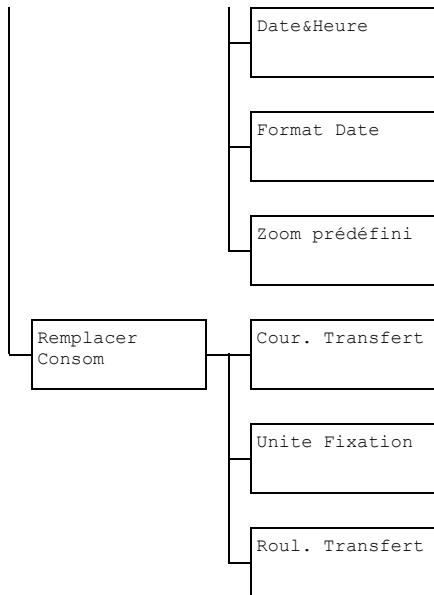 Date&Heure
Format Date
Zoom prédéfini
Remplacer
Consom
Cour. Transfert
Unite Fixation
Roul. Transfert